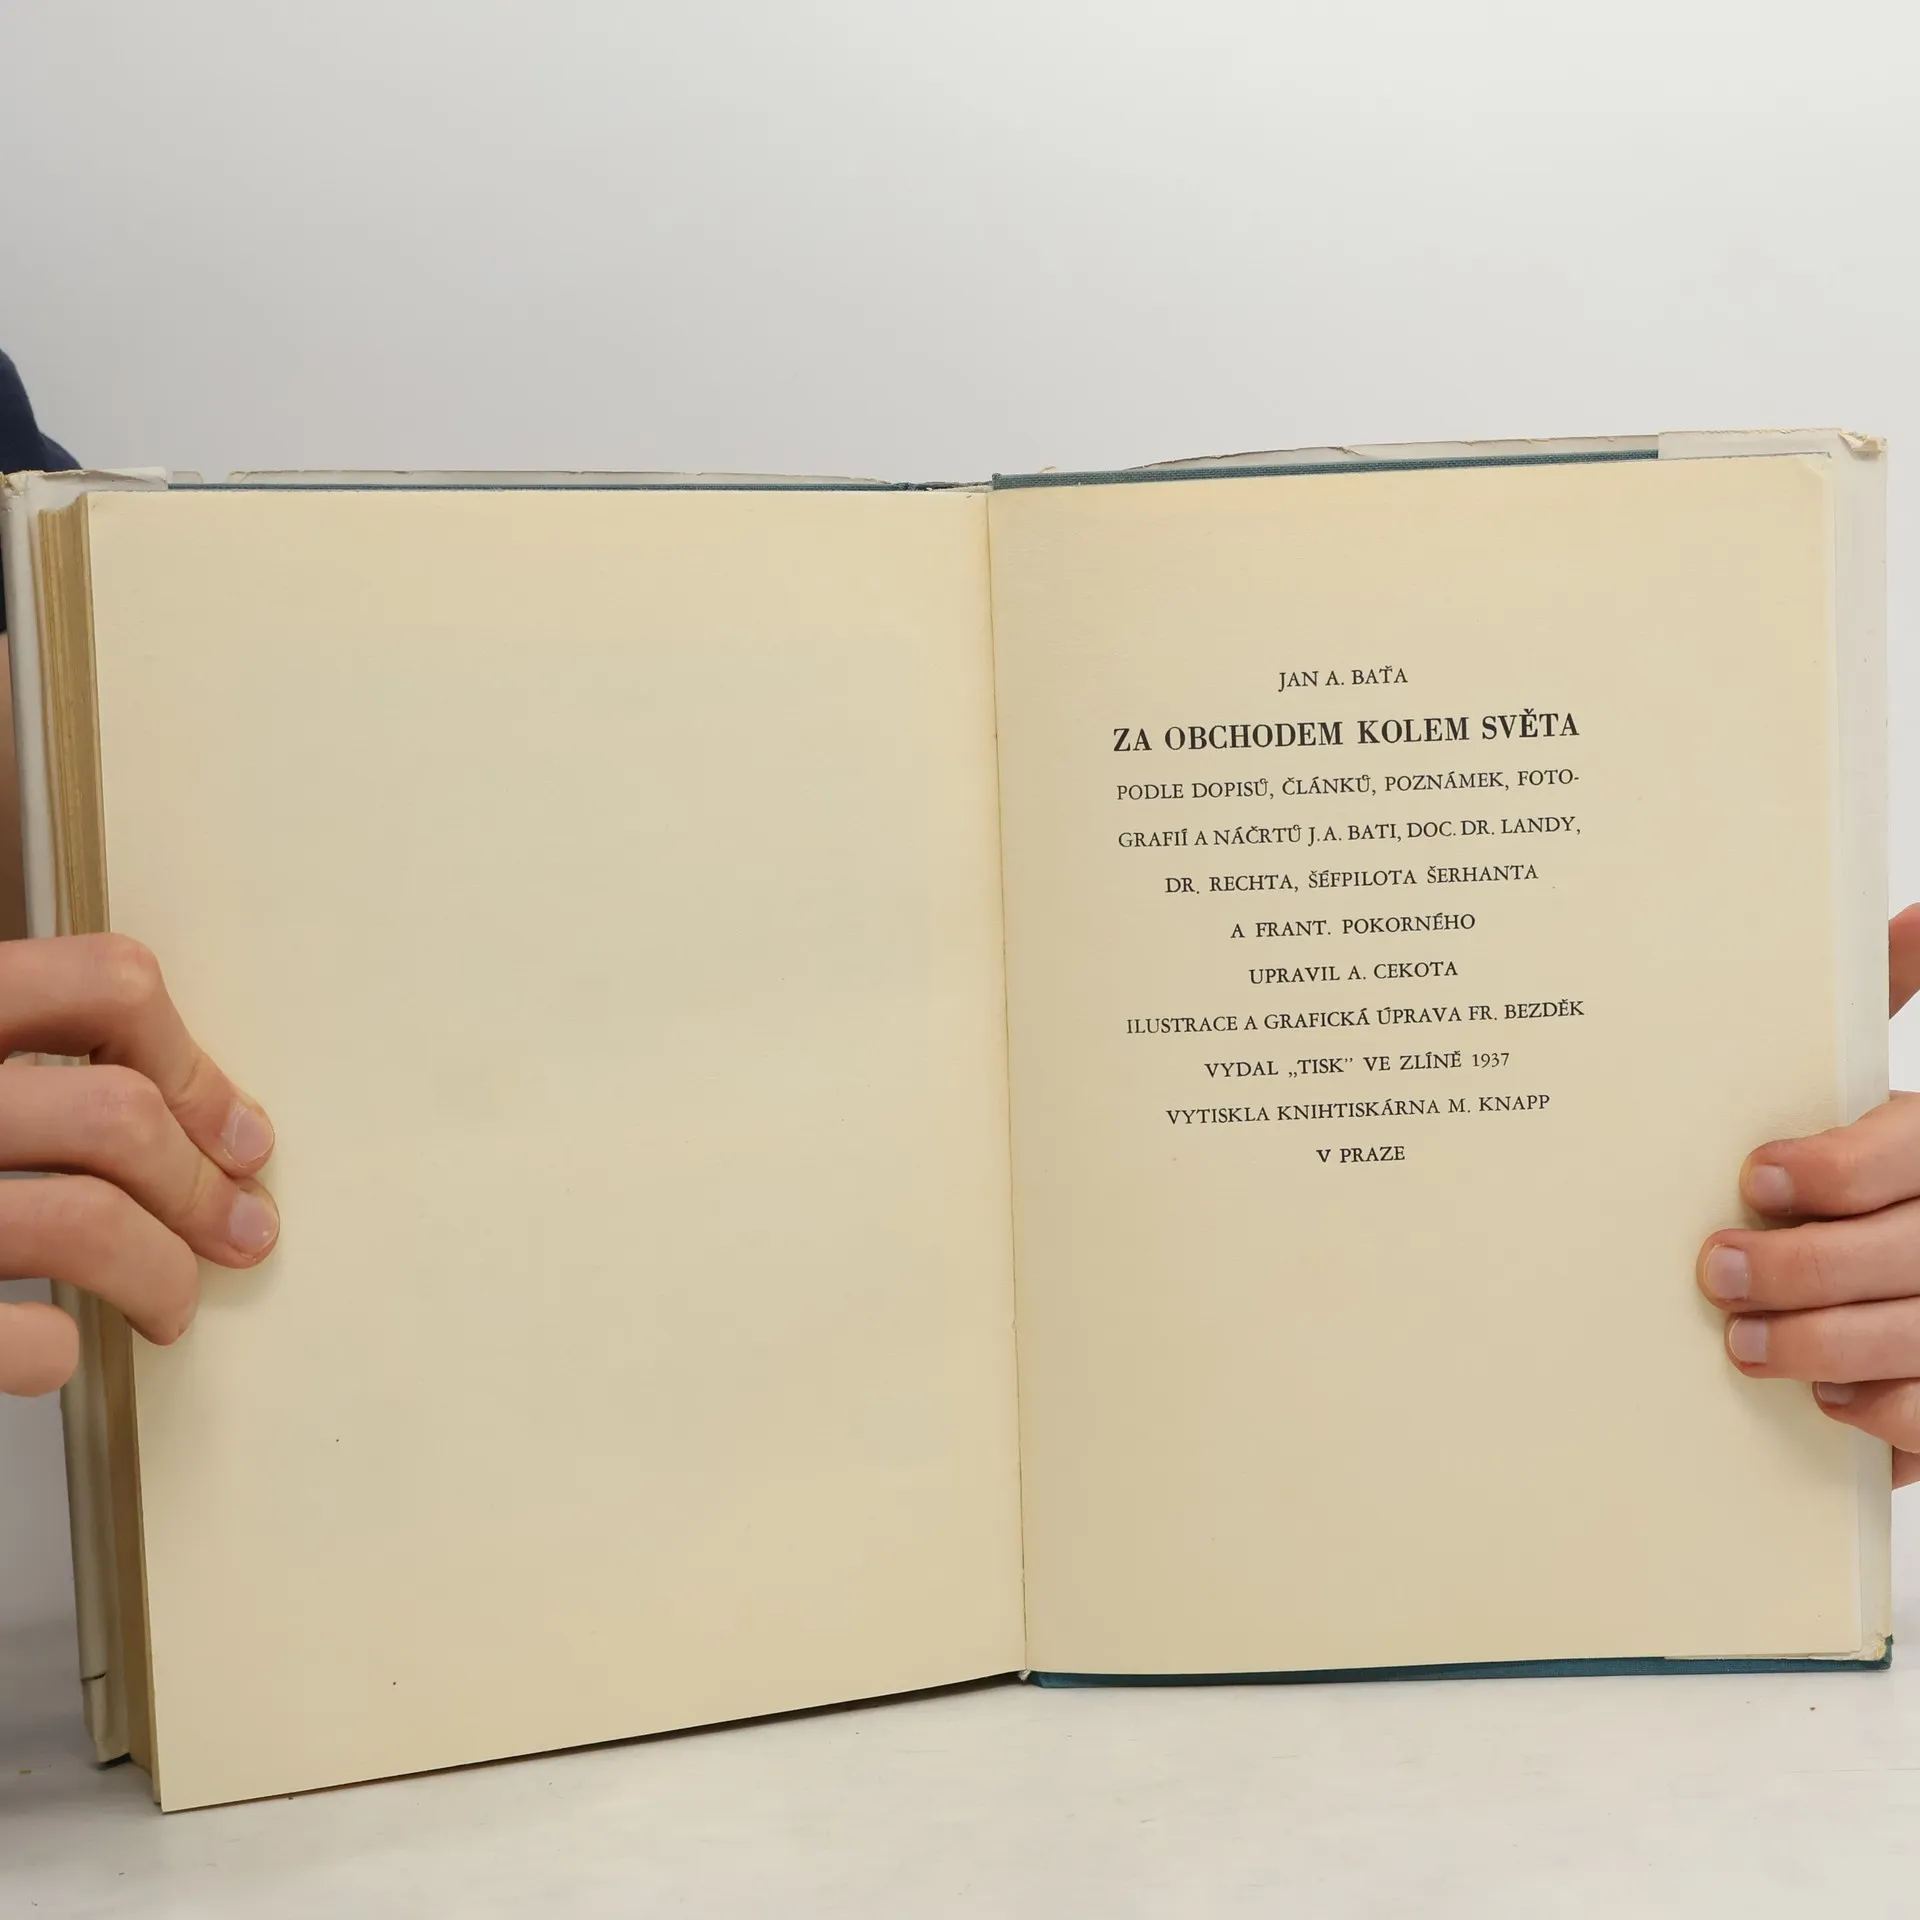 JAN A. BAŤA
ZA OBCHODEM KOLEM SVĚTA
PODLE DOPISŮ, ČLÁNKŮ, POZNÁMEK, FOTO-
GRAFIÍ A NÁČRTŮ J. A. BATI, DOC. DR. LANDY,
DR. RECHTA, ŠÉFPILOTA ŠERHANTA
A FRANT. POKORNÉHO
UPRAVIL A. CEKOTA
ILUSTRACE A GRAFICKÁ ÚPRAVA FR. BEZDĚK
VYDAL „TISK” VE ZLÍNĚ 1937
VYTISKLA KNIHTISKÁRNA M. KNAPP
V PRAZE